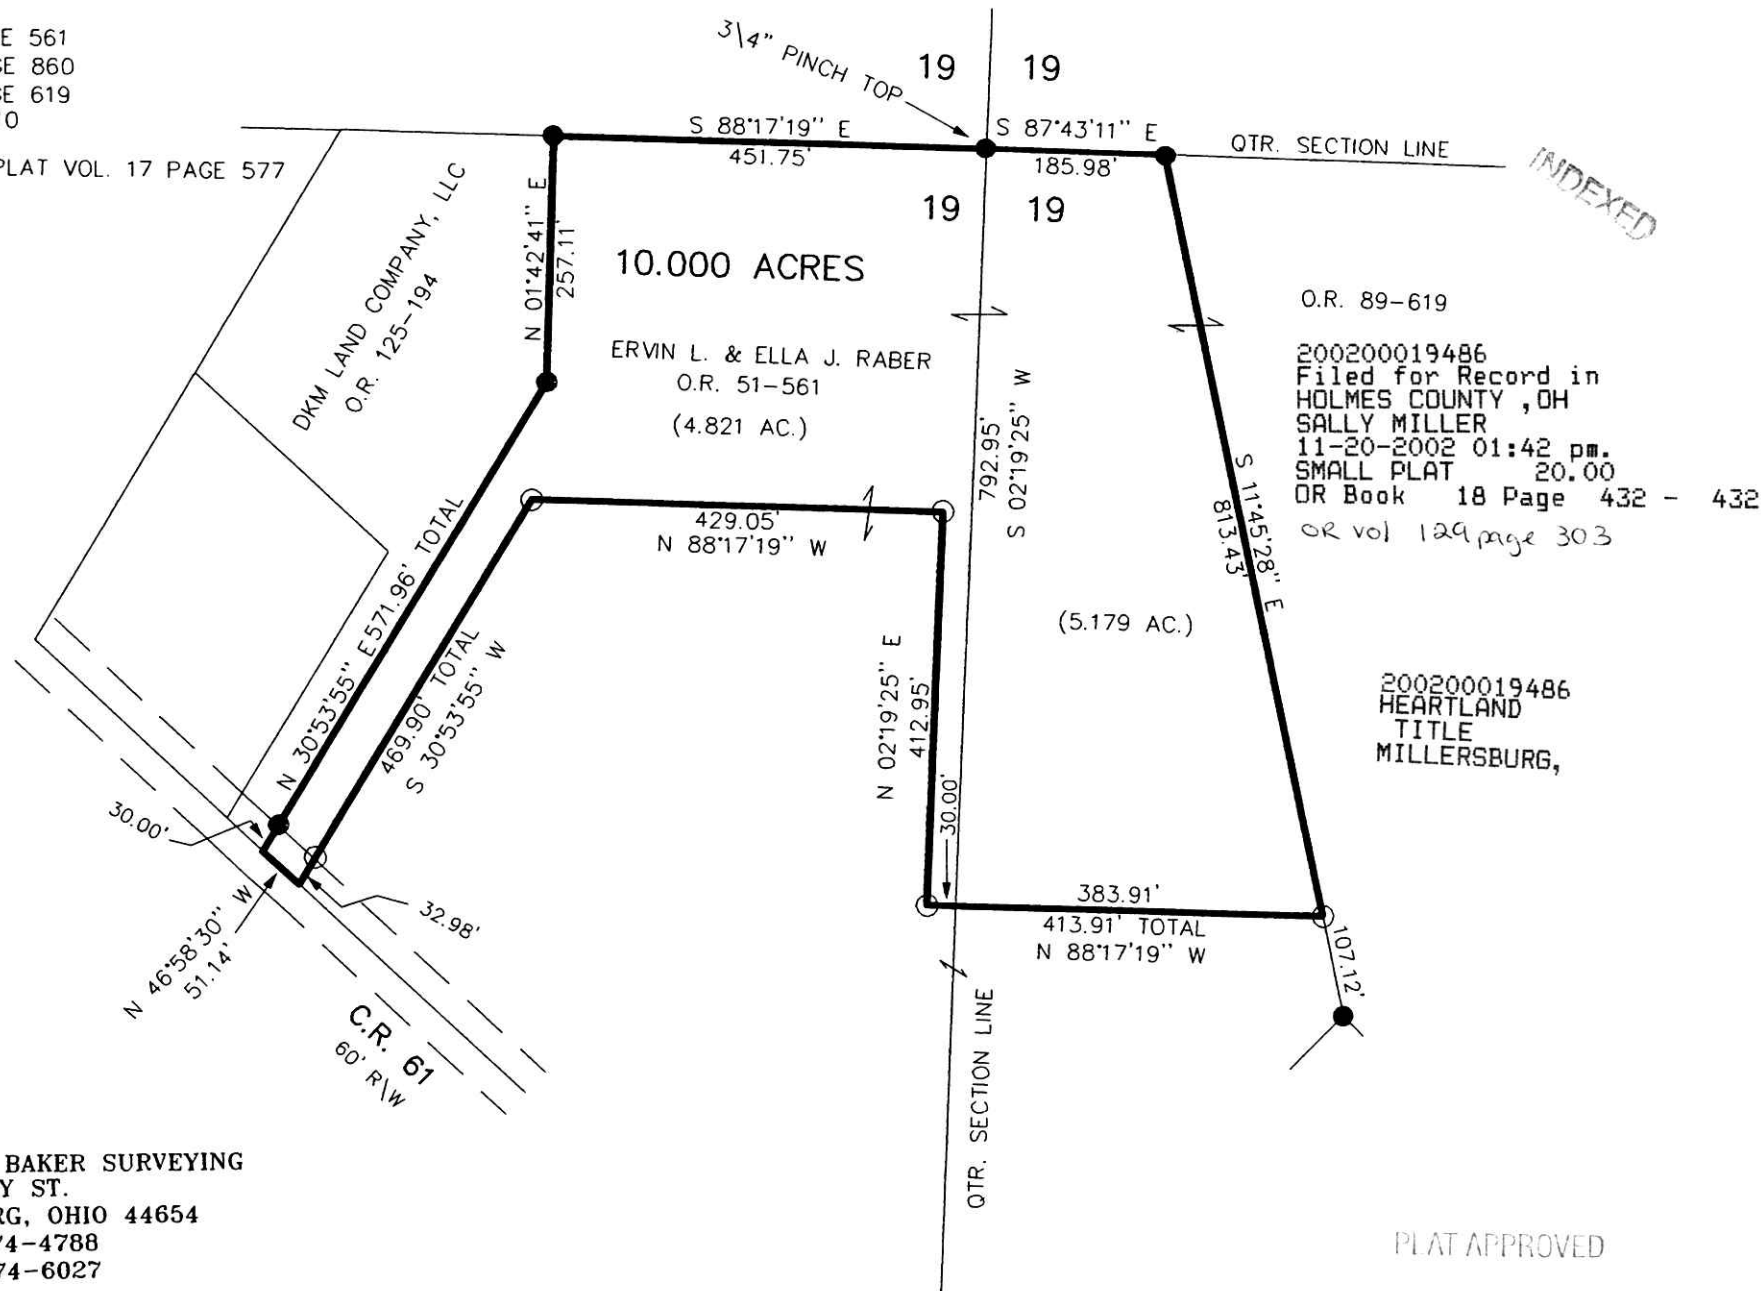 E 561
GE 860
GE 619
0
PLAT VOL. 17 PAGE 577
3\4" PINCH TOP
19 19
S 88°17'19" E
451.75'
S 87°43'11" E
185.98'
QTR. SECTION LINE
INDEXED
19 19
DKM LAND COMPANY, LLC
O.R. 125-194
N 01°42'41" E
257.11'
10.000 ACRES
ERVIN L. & ELLA J. RABER
O.R. 51-561
(4.821 AC.)
792.95'
S 02°19'25" W
S 11°45'28" E
813.43'
O.R. 89-619
200200019486
Filed for Record in
HOLMES COUNTY ,OH
SALLY MILLER
11-20-2002 01:42 pm.
SMALL PLAT 20.00
OR Book 18 Page 432 - 432
OR vol 129 page 303
429.05'
N 88°17'19" W
N 30°53'55" E 571.96' TOTAL
469.90' TOTAL
S 30°53'55" W
N 02°19'25" E
412.95'
(5.179 AC.)
200200019486
HEARTLAND
TITLE
MILLERSBURG,
30.00'
30.00'
32.98'
N 46°58'30" W
51.14'
383.91'
413.91' TOTAL
N 88°17'19" W
107.12'
C.R. 61
60' R\W
QTR. SECTION LINE
BAKER SURVEYING
Y ST.
RG, OHIO 44654
74-4788
74-6027
PLAT APPROVED